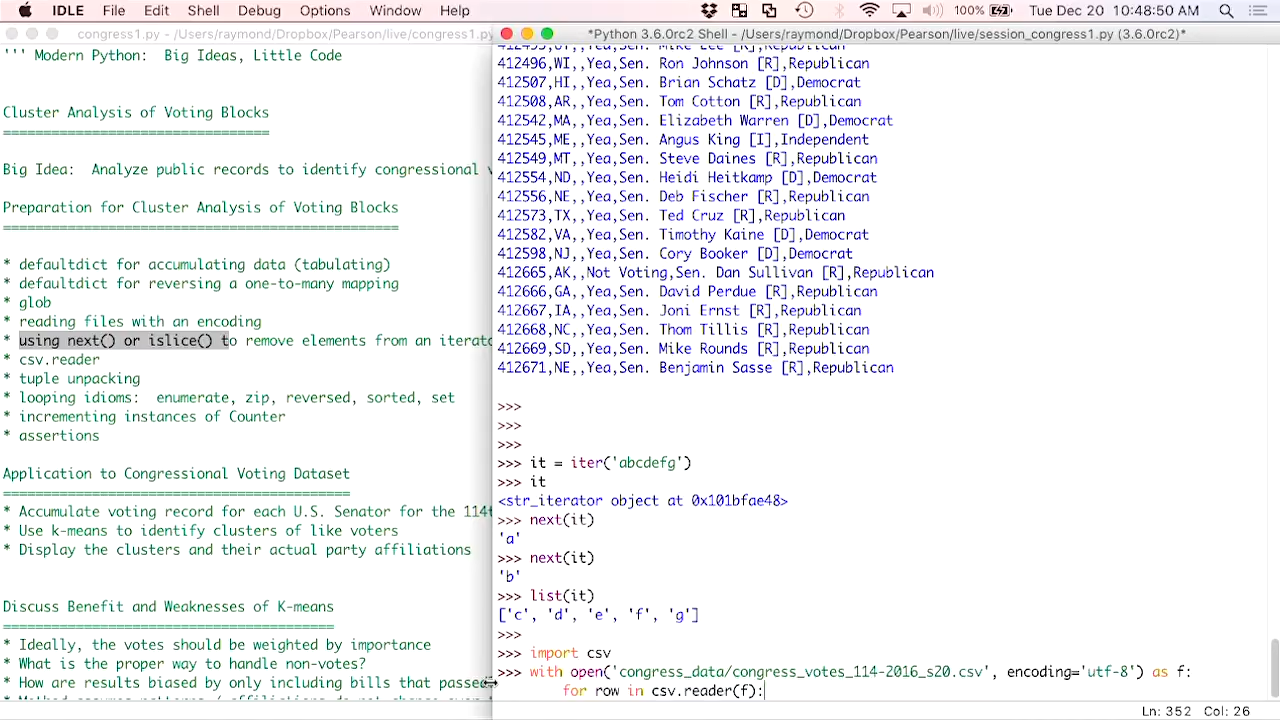 IDLE File Edit Shell Debug Options Window Help 100% Tue Dec 20 10:48:50 AM
congress1.py - /Users/raymond/Dropbox/Pearson/live/congress1.py
*Python 3.6.0rc2 Shell - /Users/raymond/Dropbox/Pearson/live/session_congress1.py (3.6.0rc2)*
''' Modern Python:  Big Ideas, Little Code
Cluster Analysis of Voting Blocks
=================================
Big Idea:  Analyze public records to identify congressional v
Preparation for Cluster Analysis of Voting Blocks
=================================================
* defaultdict for accumulating data (tabulating)
* defaultdict for reversing a one-to-many mapping
* glob
* reading files with an encoding
* using next() or islice() to remove elements from an iterato
* csv.reader
* tuple unpacking
* looping idioms:  enumerate, zip, reversed, sorted, set
* incrementing instances of Counter
* assertions
Application to Congressional Voting Dataset
===========================================
* Accumulate voting record for each U.S. Senator for the 114t
* Use k-means to identify clusters of like voters
* Display the clusters and their actual party affiliations
Discuss Benefit and Weaknesses of K-means
=========================================
* Ideally, the votes should be weighted by importance
* What is the proper way to handle non-votes?
* How are results biased by only including bills that passed
412495,UT,,Yea,Sen. Mike Lee [R],Republican
412496,WI,,Yea,Sen. Ron Johnson [R],Republican
412507,HI,,Yea,Sen. Brian Schatz [D],Democrat
412508,AR,,Yea,Sen. Tom Cotton [R],Republican
412542,MA,,Yea,Sen. Elizabeth Warren [D],Democrat
412545,ME,,Yea,Sen. Angus King [I],Independent
412549,MT,,Yea,Sen. Steve Daines [R],Republican
412554,ND,,Yea,Sen. Heidi Heitkamp [D],Democrat
412556,NE,,Yea,Sen. Deb Fischer [R],Republican
412573,TX,,Yea,Sen. Ted Cruz [R],Republican
412582,VA,,Yea,Sen. Timothy Kaine [D],Democrat
412598,NJ,,Yea,Sen. Cory Booker [D],Democrat
412665,AK,,Not Voting,Sen. Dan Sullivan [R],Republican
412666,GA,,Yea,Sen. David Perdue [R],Republican
412667,IA,,Yea,Sen. Joni Ernst [R],Republican
412668,NC,,Yea,Sen. Thom Tillis [R],Republican
412669,SD,,Yea,Sen. Mike Rounds [R],Republican
412671,NE,,Yea,Sen. Benjamin Sasse [R],Republican
>>>
>>>
>>>
>>> it = iter('abcdefg')
>>> it
<str_iterator object at 0x101bfae48>
>>> next(it)
'a'
>>> next(it)
'b'
>>> list(it)
['c', 'd', 'e', 'f', 'g']
>>>
>>> import csv
>>> with open('congress_data/congress_votes_114-2016_s20.csv', encoding='utf-8') as f:
for row in csv.reader(f):
Ln: 352 Col: 26